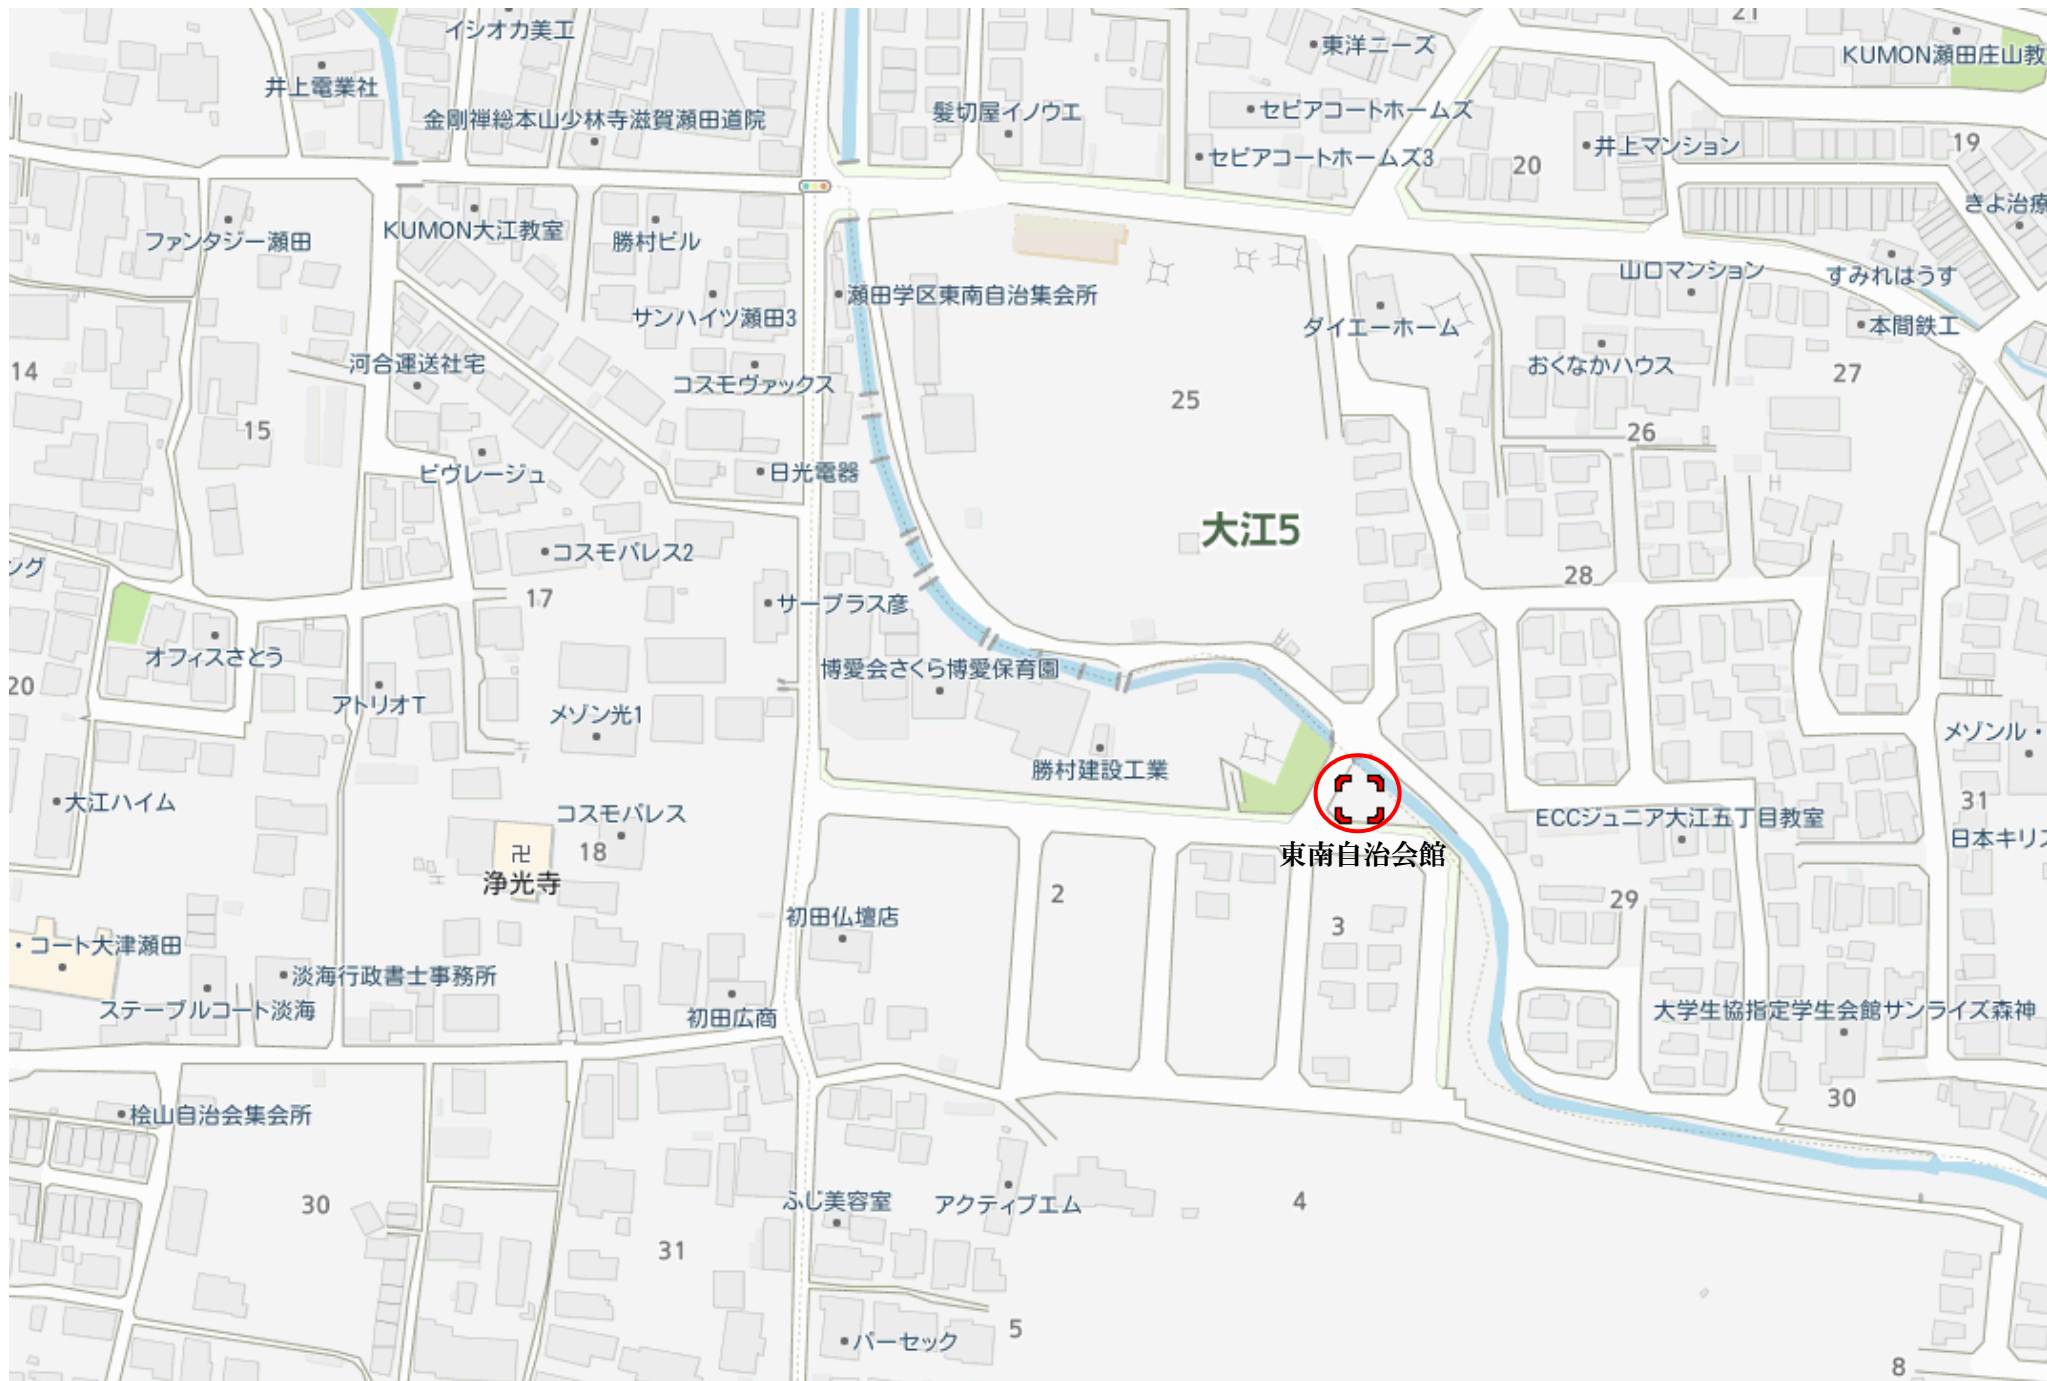 イシオカ美工
21
東洋ニーズ
KUMON瀬田庄山教
井上電業社
金剛禅総本山少林寺滋賀瀬田道院
髪切屋イノウエ
セピアコートホームズ
セピアコートホームズ3
井上マンション
19
20
きよ治療
KUMON大江教室
ファンタジー瀬田
勝村ビル
山口マンション
すみれはうす
瀬田学区東南自治集会所
サンハイツ瀬田3
ダイエーホーム
本間鉄工
河合運送社宅
おくなかハウス
14
コスモヴァックス
25
27
15
26
ビヴレージュ
日光電器
大江5
コスモパレス2
ング
28
17
サープラス彦
オフィスさとう
博愛会さくら博愛保育園
20
アトリオT
メゾン光1
メゾンル・
勝村建設工業
大江ハイム
31
コスモパレス
ECCジュニア大江五丁目教室
日本キリス
18
東南自治会館
卍
浄光寺
2
29
初田仏壇店
3
・コート大津瀬田
淡海行政書士事務所
ステーブルコート淡海
初田広商
大学生協指定学生会館サンライズ森神
30
桧山自治会集会所
ふじ美容室
アクティブエム
4
30
31
5
パーセック
8